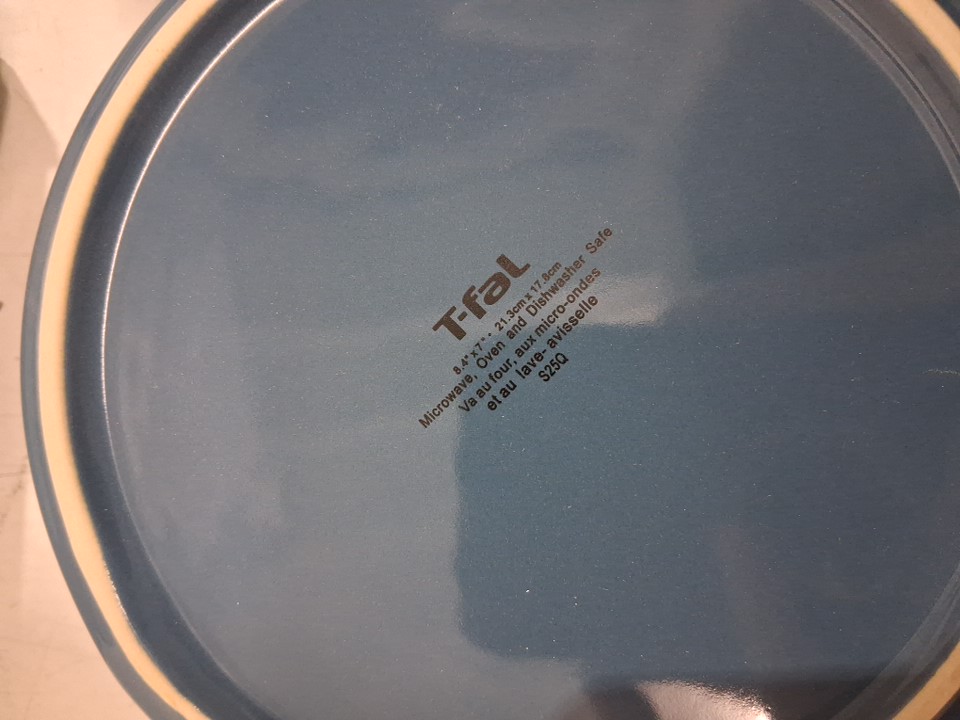 T-faL
8.4" x 7" • 21.3cm x 17.8cm
Microwave, Oven and Dishwasher Safe
Va au four, aux micro-ondes
et au lave- avisselle
S25Q